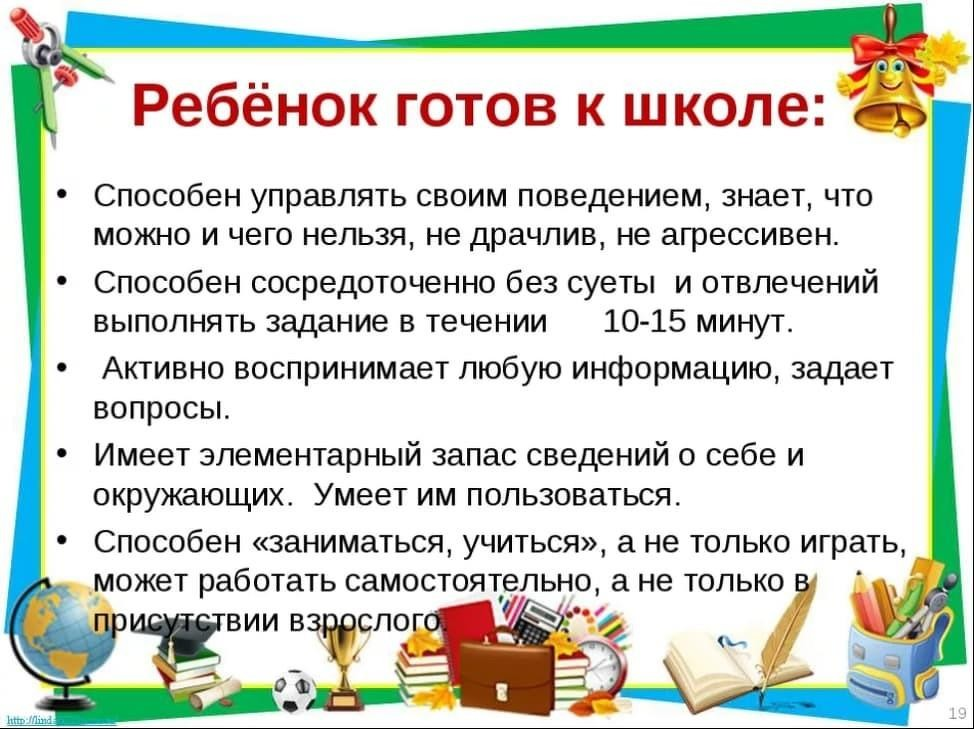 Ребёнок готов к школе:
• Способен управлять своим поведением, знает, что
можно и чего нельзя, не драчлив, не агрессивен.
• Способен сосредоточенно без суеты и отвлечений
выполнять задание в течении 10-15 минут.
• Активно воспринимает любую информацию, задает
вопросы.
• Имеет элементарный запас сведений о себе и
окружающих. Умеет им пользоваться.
• Способен «заниматься, учиться», а не только играть,
может работать самостоятельно, а не только в
присутствии взрослого.
19